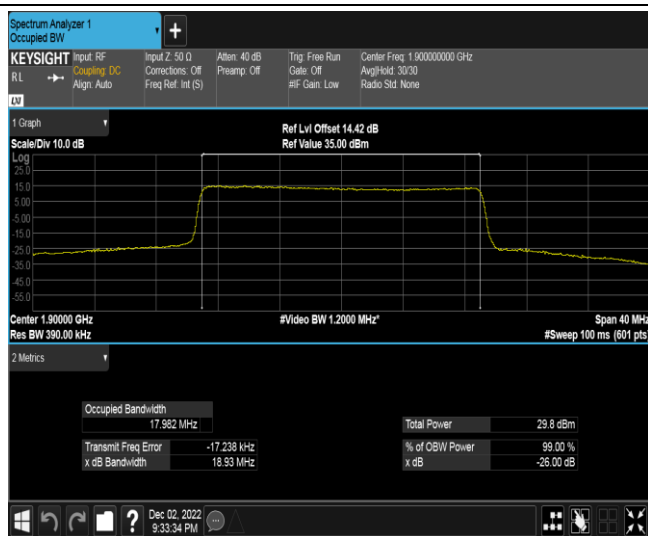 Spectrum Analyzer 1
Occupied BW
KEYSIGHT
RL
LXI
Input: RF
Coupling: DC
Align: Auto
Input Z: 50 Ω
Corrections: Off
Freq Ref: Int (S)
Atten: 40 dB
Preamp: Off
Trig: Free Run
Gate: Off
#IF Gain: Low
Center Freq: 1.900000000 GHz
Avg|Hold: 30/30
Radio Std: None
1 Graph
Scale/Div 10.0 dB
Ref Lvl Offset 14.42 dB
Ref Value 35.00 dBm
Log
25.0
15.0
5.00
-5.00
-15.0
-25.0
-35.0
-45.0
-55.0
Center 1.90000 GHz
Res BW 390.00 kHz
#Video BW 1.2000 MHz*
Span 40 MHz
#Sweep 100 ms (601 pts)
2 Metrics
Occupied Bandwidth
17.982 MHz
Transmit Freq Error -17.238 kHz
x dB Bandwidth 18.93 MHz
Total Power 29.8 dBm
% of OBW Power 99.00 %
x dB -26.00 dB
Dec 02, 2022
9:33:34 PM